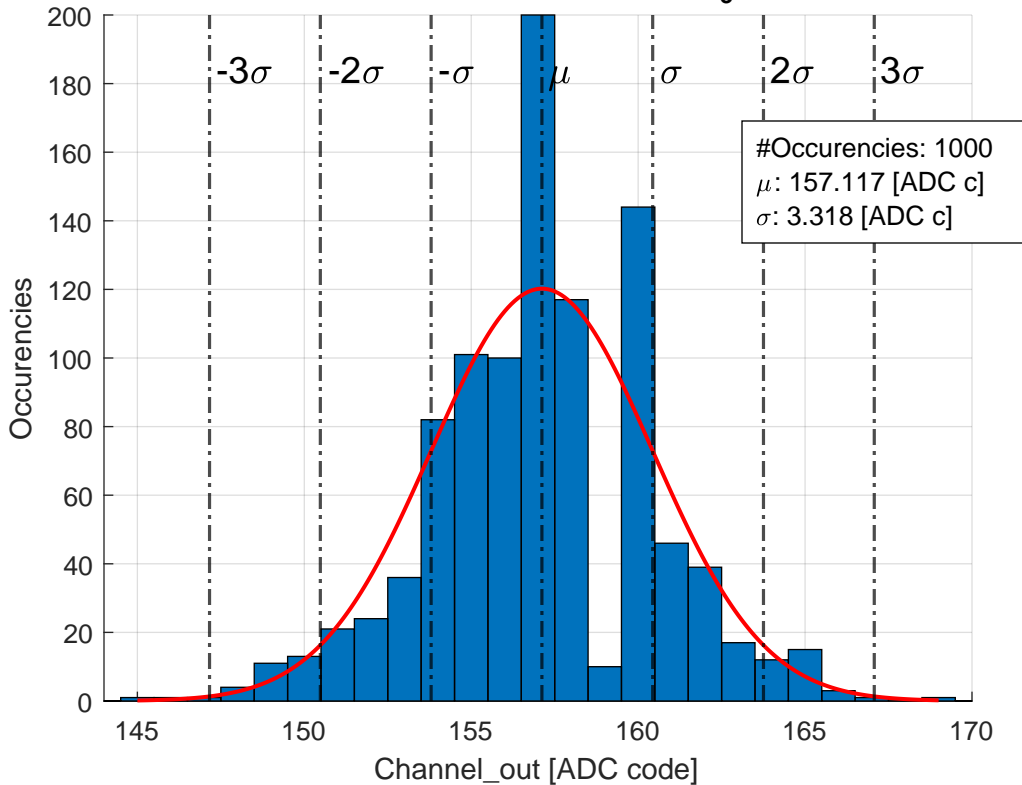 200
180
160
140
120
100
80
60
40
20
0
-3σ
-2σ
-σ
μ
σ
2σ
3σ
#Occurencies: 1000
μ: 157.117 [ADC c]
σ: 3.318 [ADC c]
Occurencies
145
150
155
160
165
170
Channel_out [ADC code]